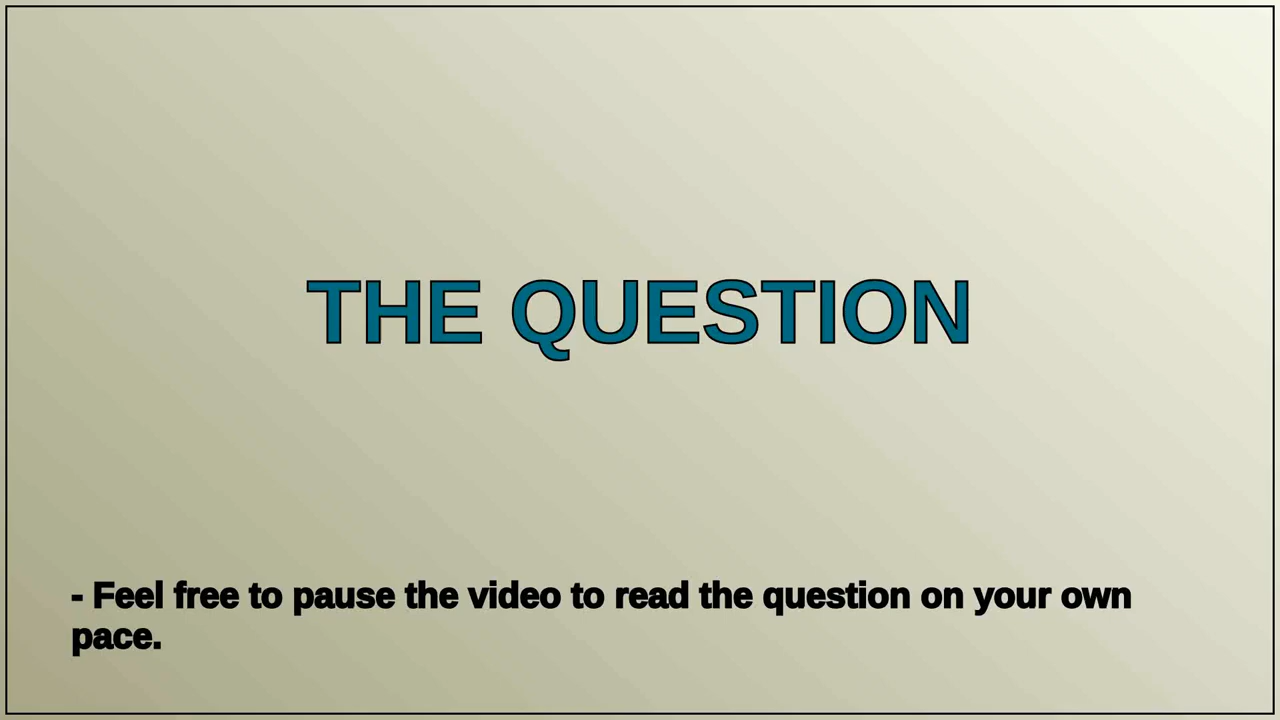 THE QUESTION
- Feel free to pause the video to read the question on your own
pace.